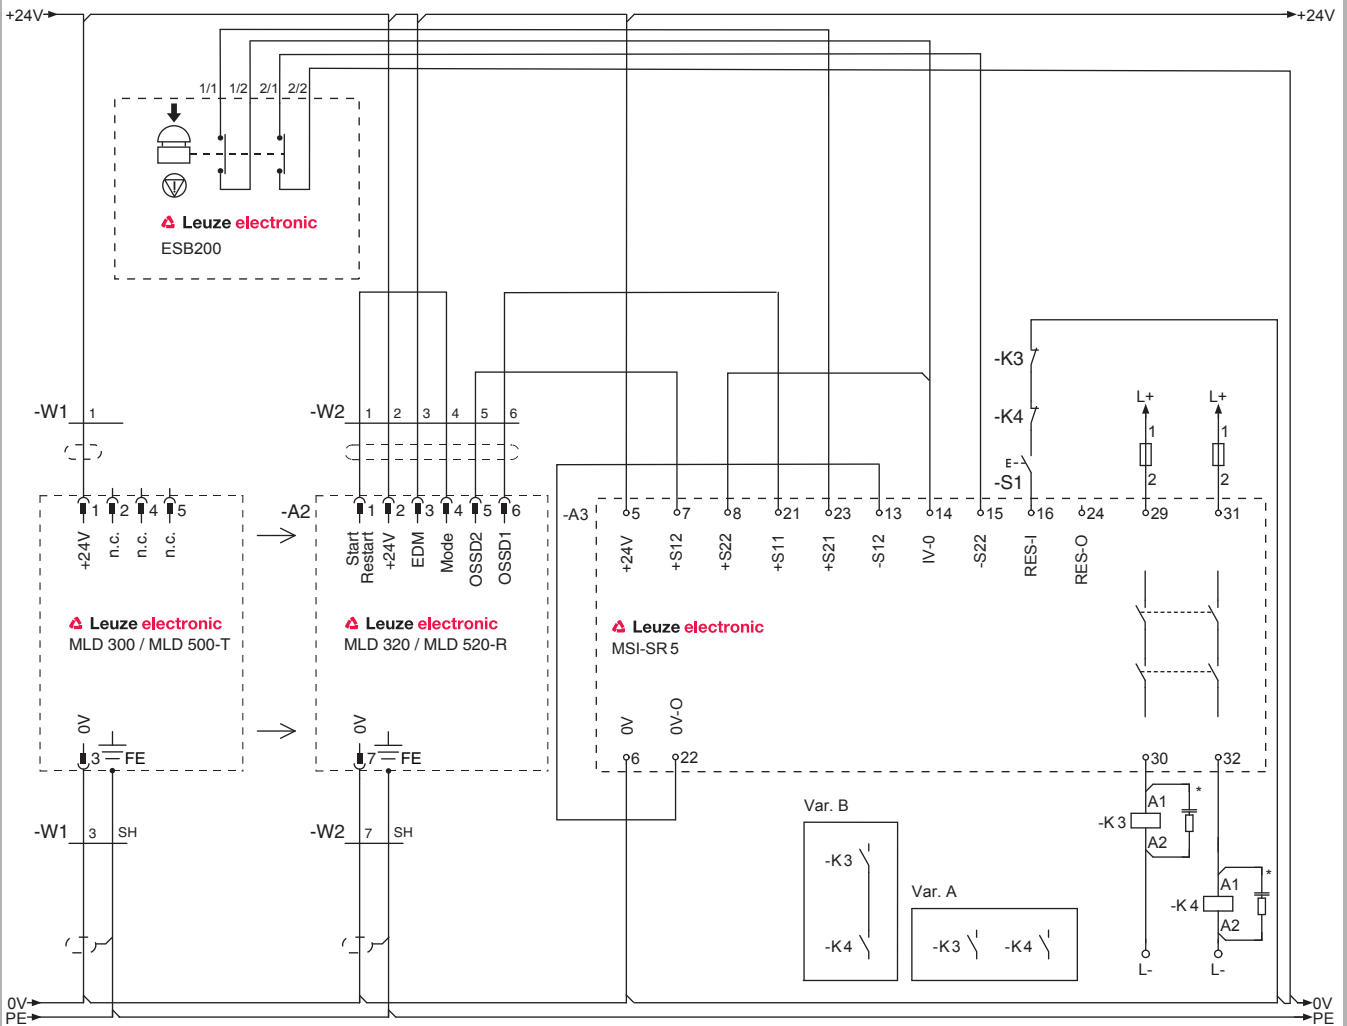 +24V +24V
1/1 1/2 2/1 2/2
Leuze electronic
ESB200
-K3
-W1 1
-W2 1 2 3 4 5 6
-K4
L+ L+
1 1
E
-S1
2 2
1 2 4 5
-A2 1 2 3 4 5 6
-A3 5 7 8 21 23 13 14 15 16 24 29 31
+24V n.c. n.c. n.c.
Start Restart +24V EDM Mode OSSD2 OSSD1
+24V +S12 +S22 +S11 +S21 -S12 IV-0 -S22 RES-I RES-O
Leuze electronic
MLD 300 / MLD 500-T
Leuze electronic
MLD 320 / MLD 520-R
Leuze electronic
MSI-SR5
0V 0V 0V 0V-O
3 FE 7 FE 6 22 30 32
Var. B
-K3
-K4
Var. A
-K3 -K4
-K3 A1 *
A2
-K4 A1 *
A2
L- L-
-W1 3 SH
-W2 7 SH
0V 0V
PE PE